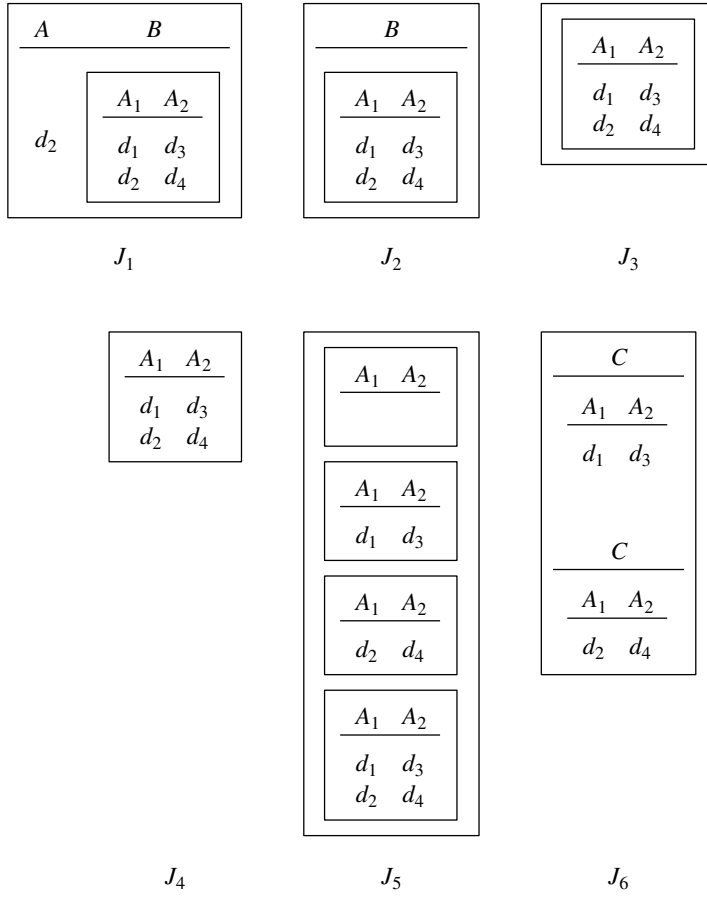 A B
A₁ A₂
d₂
d₁ d₃
d₂ d₄
J₁
B
A₁ A₂
d₁ d₃
d₂ d₄
J₂
A₁ A₂
d₁ d₃
d₂ d₄
J₃
A₁ A₂
d₁ d₃
d₂ d₄
J₄
A₁ A₂
A₁ A₂
d₁ d₃
A₁ A₂
d₂ d₄
A₁ A₂
d₁ d₃
d₂ d₄
J₅
C
A₁ A₂
d₁ d₃
C
A₁ A₂
d₂ d₄
J₆